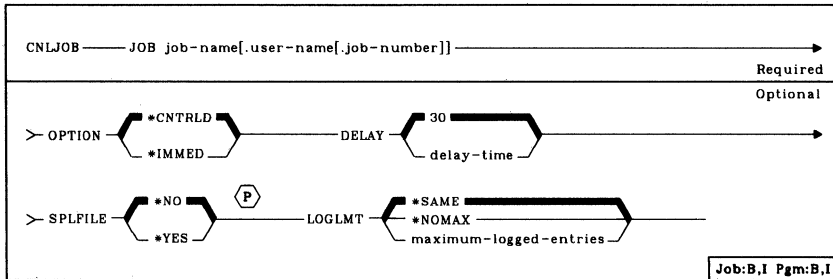 CNLJOB JOB job-name[.user-name[.job-number]]
Required
Optional
*CNTRLD
30
OPTION
DELAY
*IMMED
delay-time
*NO
P
*SAME
SPLFILE
LOGLMT
*NOMAX
*YES
maximum-logged-entries
Job:B,I Pgm:B,I